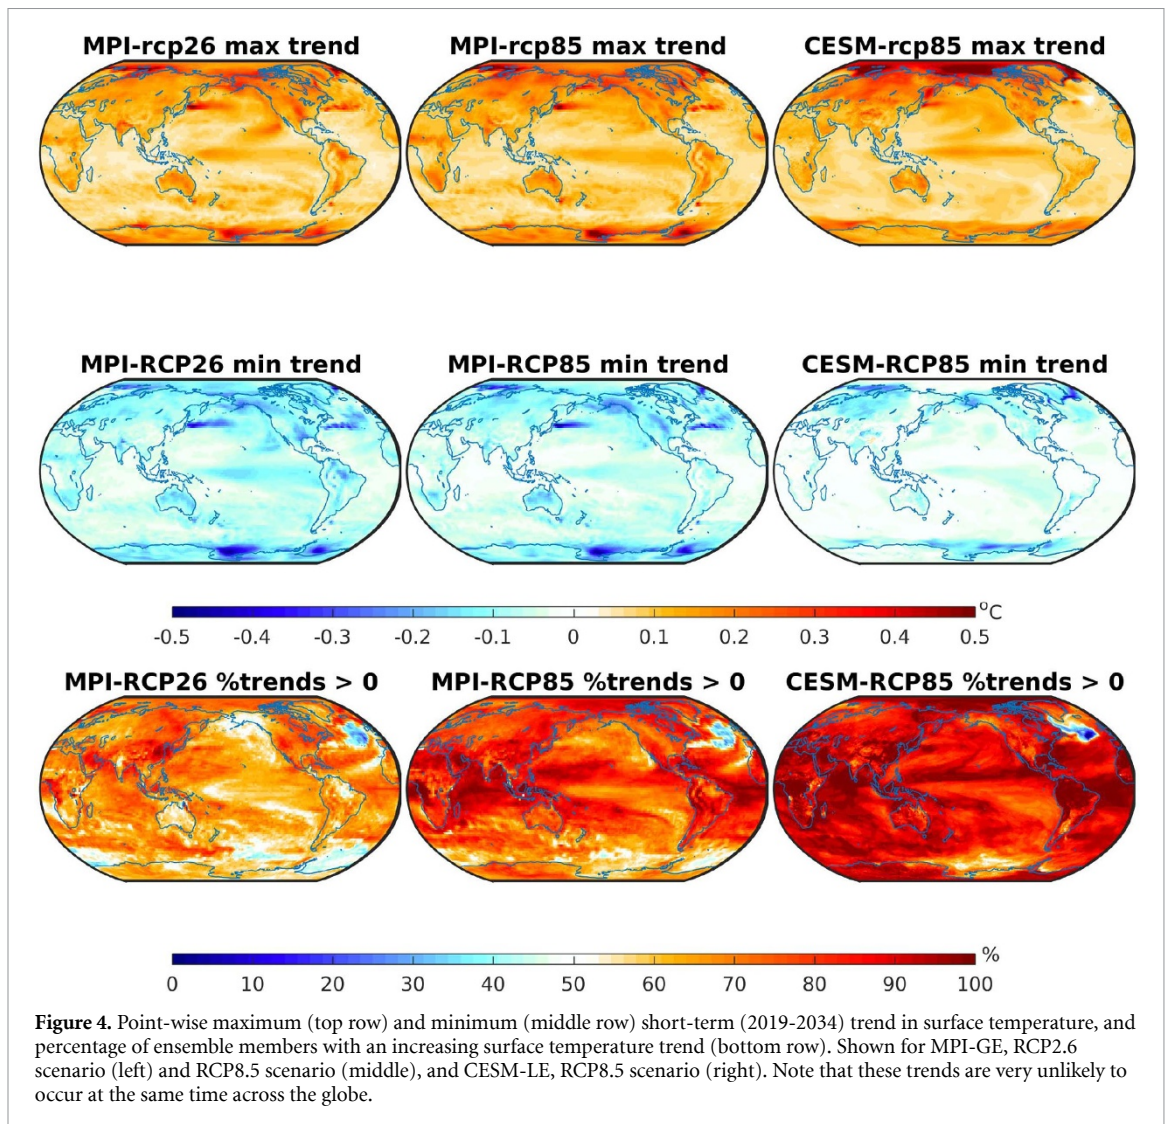 MPI-rcp26 max trend MPI-rcp85 max trend CESM-rcp85 max trend
MPI-RCP26 min trend MPI-RCP85 min trend CESM-RCP85 min trend
-0.5 -0.4 -0.3 -0.2 -0.1 0 0.1 0.2 0.3 0.4 0.5 °C
MPI-RCP26 %trends > 0 MPI-RCP85 %trends > 0 CESM-RCP85 %trends > 0
0 10 20 30 40 50 60 70 80 90 100 %
Figure 4. Point-wise maximum (top row) and minimum (middle row) short-term (2019-2034) trend in surface temperature, and
percentage of ensemble members with an increasing surface temperature trend (bottom row). Shown for MPI-GE, RCP2.6
scenario (left) and RCP8.5 scenario (middle), and CESM-LE, RCP8.5 scenario (right). Note that these trends are very unlikely to
occur at the same time across the globe.